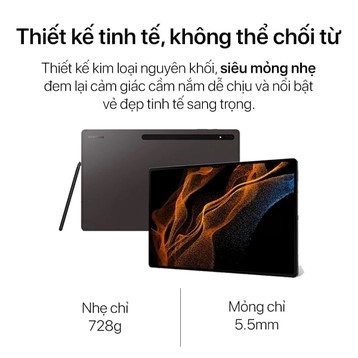 Thiết kế tinh tế, không thể chối từ
Thiết kế kim loại nguyên khối, siêu mỏng nhẹ
đem lại cảm giác cầm nắm dễ chịu và nổi bật
vẻ đẹp tinh tế sang trọng.
Nhẹ chỉ
728g
Mỏng chỉ
5.5mm